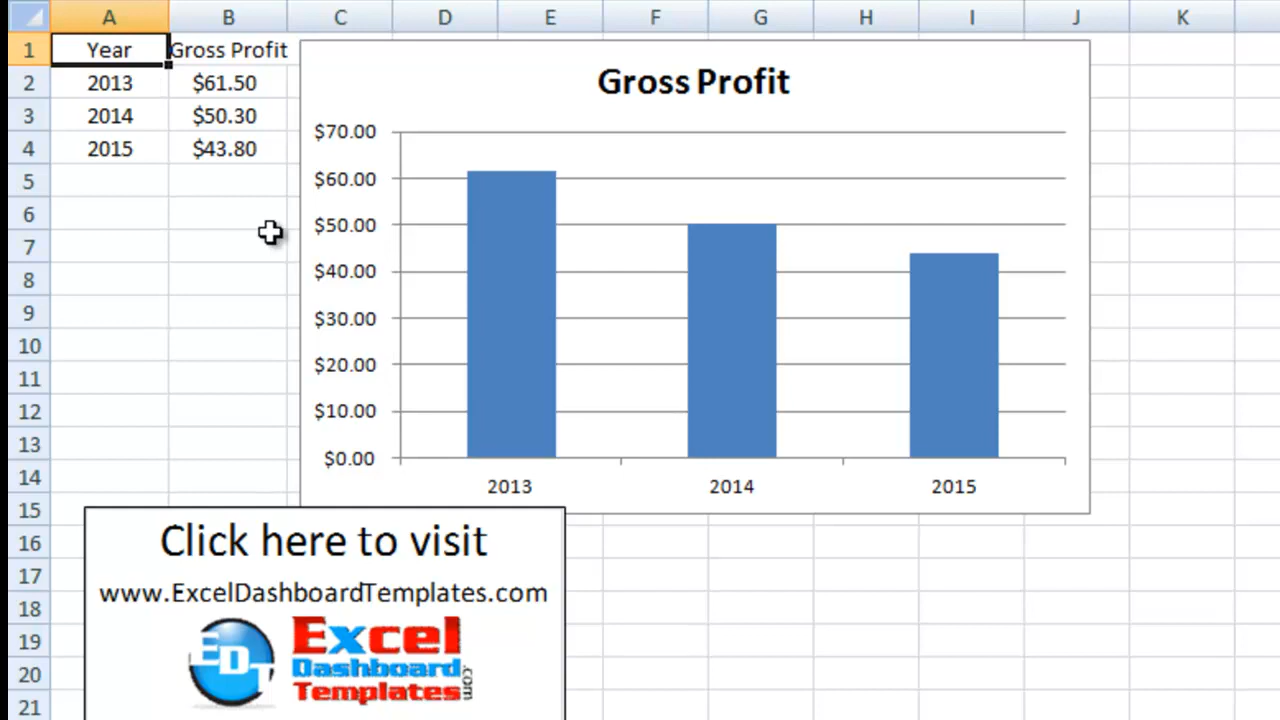 A B C D E F G H I J K
1 Year Gross Profit
2 2013 $61.50
3 2014 $50.30
4 2015 $43.80
5
6
7
8
9
10
11
12
13
14
15
16
17
18
19
20
21
Gross Profit
$70.00
$60.00
$50.00
$40.00
$30.00
$20.00
$10.00
$0.00
2013 2014 2015
Click here to visit
www.ExcelDashboardTemplates.com
EDT
Excel
Dashboard
Templates
.com